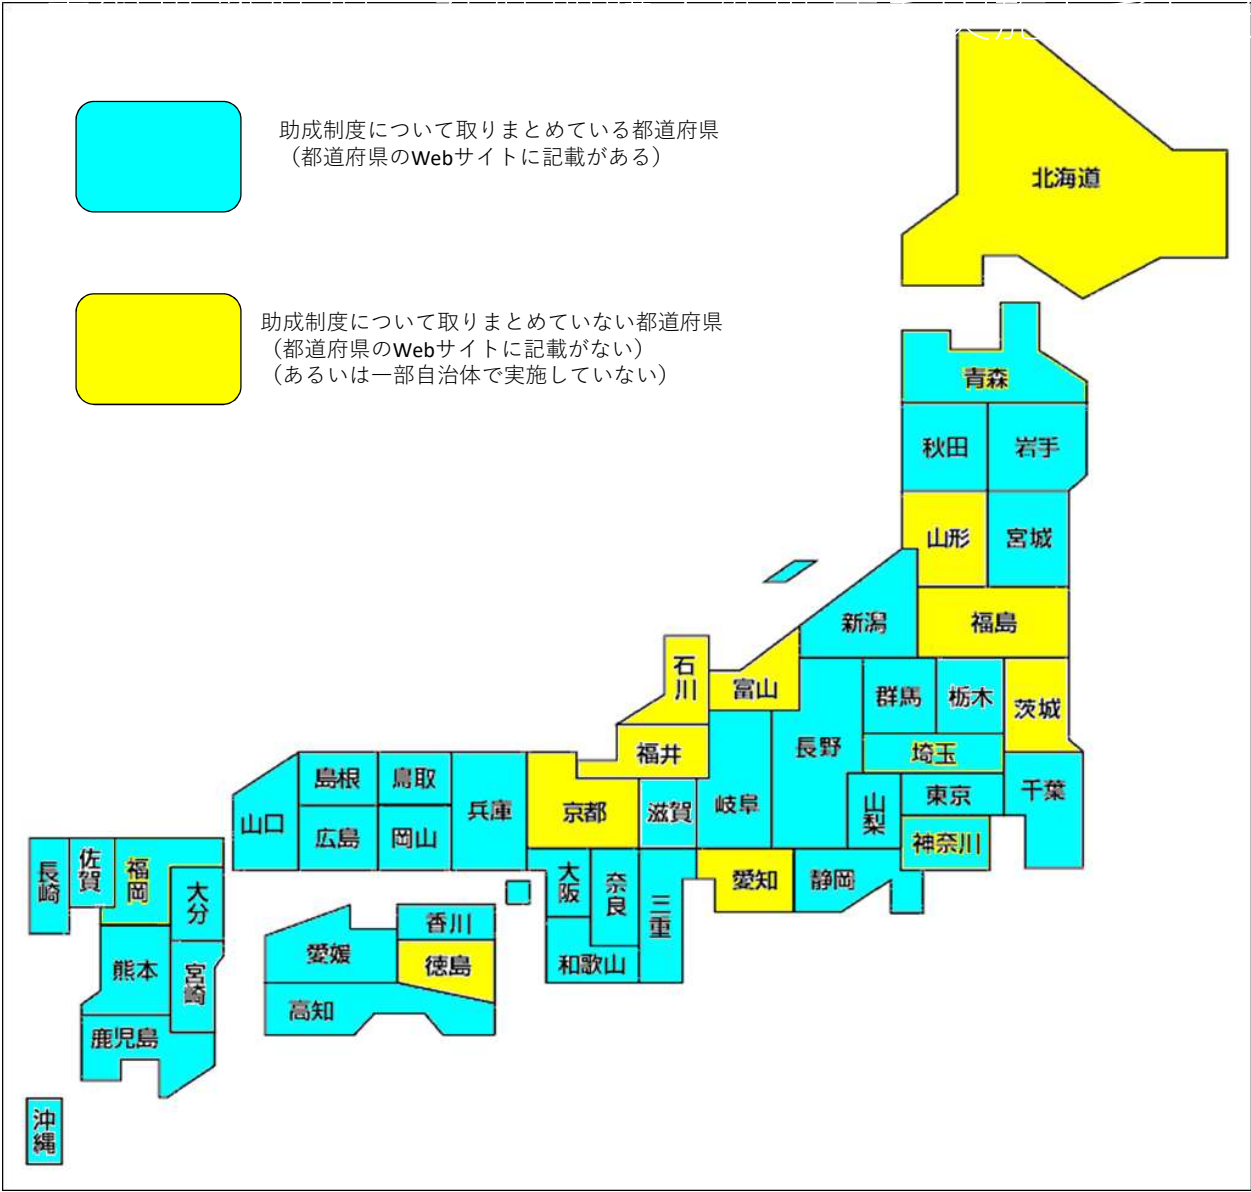 助成制度について取りまとめている都道府県
（都道府県のWebサイトに記載がある）
助成制度について取りまとめていない都道府県
（都道府県のWebサイトに記載がない）
（あるいは一部自治体で実施していない）
北海道
青森
秋田
岩手
山形
宮城
新潟
福島
石川
富山
群馬
栃木
茨城
福井
長野
埼玉
島根
鳥取
兵庫
京都
滋賀
岐阜
山梨
東京
千葉
山口
広島
岡山
神奈川
長崎
佐賀
福岡
大分
大阪
奈良
三重
愛知
静岡
香川
愛媛
徳島
和歌山
熊本
宮崎
高知
鹿児島
沖縄